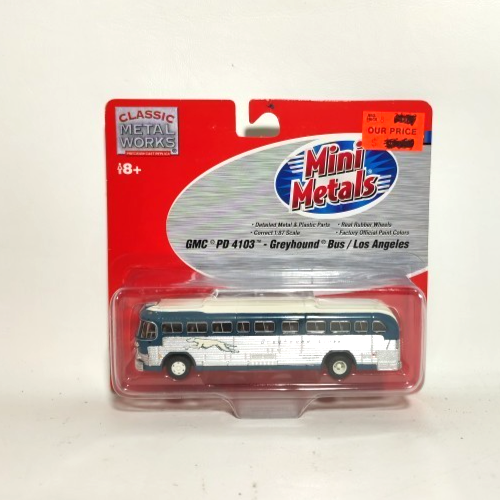 CLASSIC
METAL
WORKS
AGE 8+
OUR PRICE
Mini
Metals
• Detailed Metal & Plastic Parts • Real Rubber Wheels
• Correct 1:87 Scale • Factory Official Paint Colors
GMC® PD 4103™ - Greyhound® Bus / Los Angeles